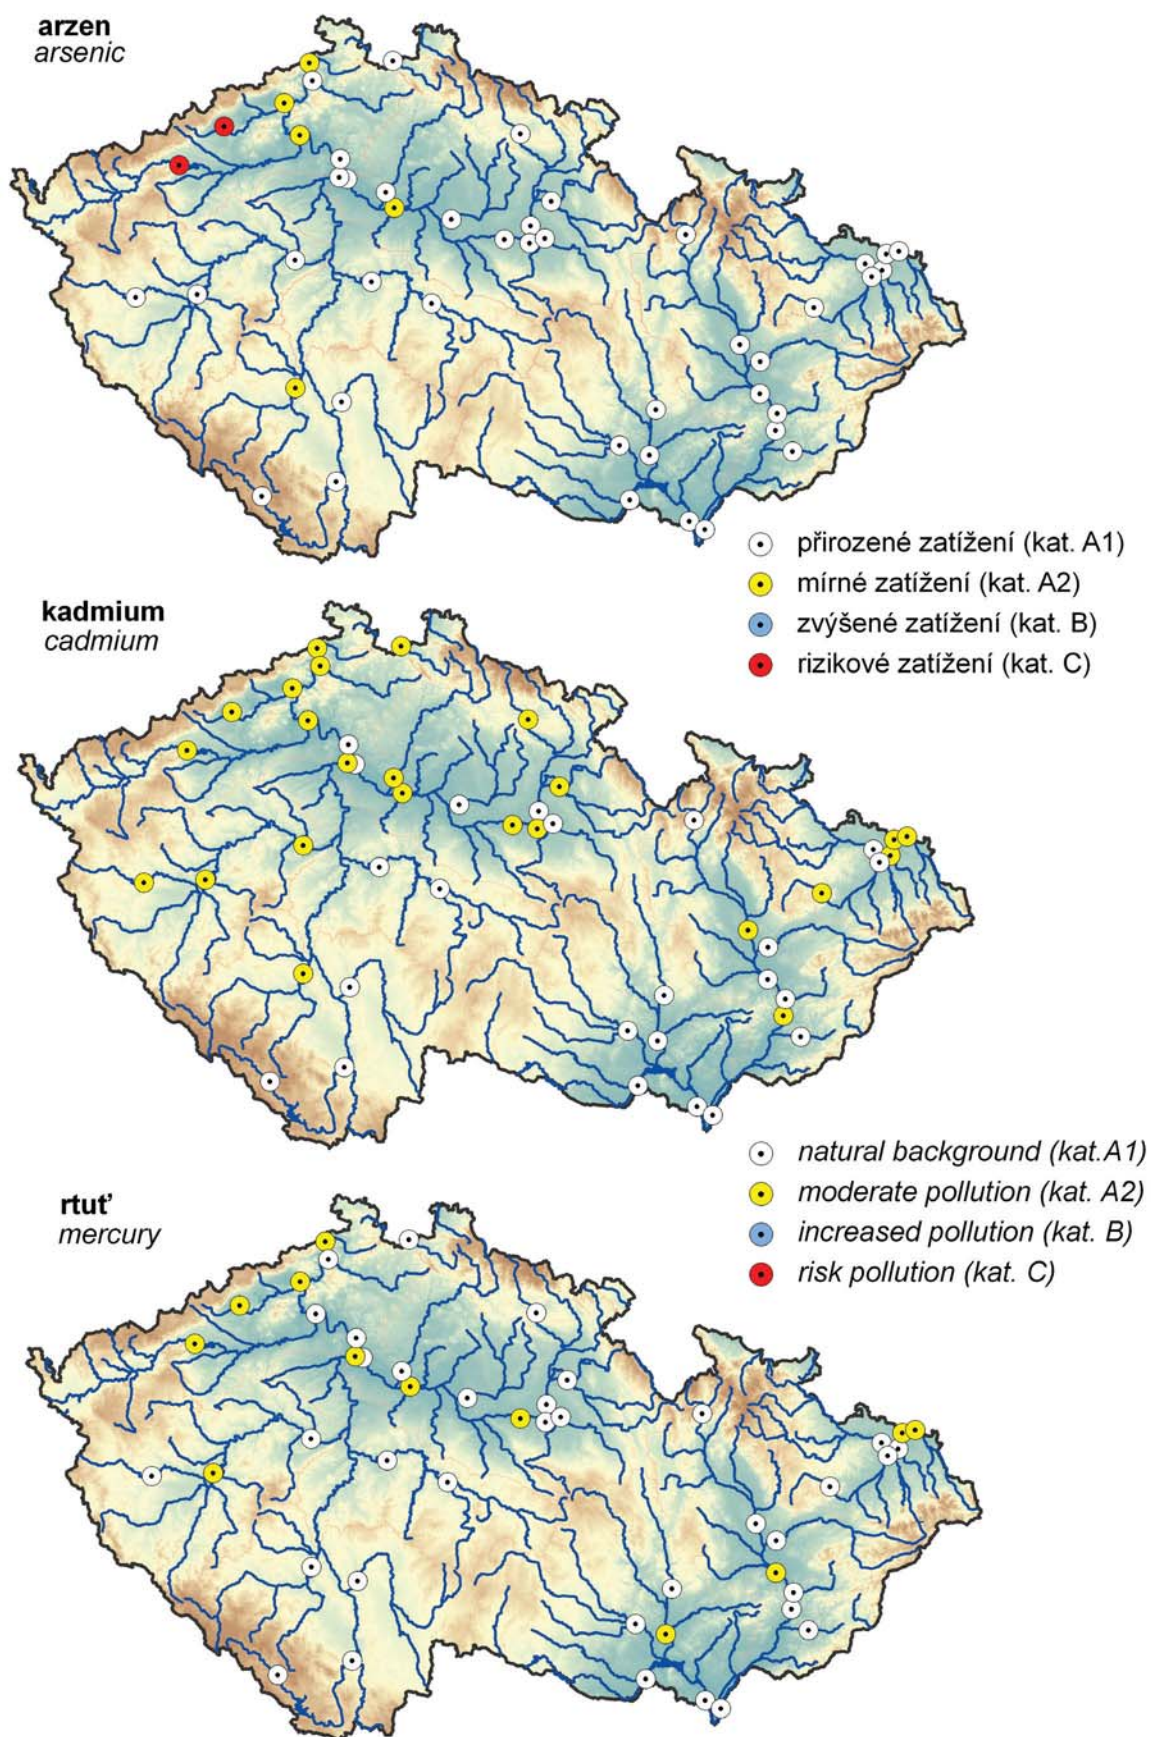 arzen
arsenic
přirozené zatížení (kat. A1)
mírné zatížení (kat. A2)
zvýšené zatížení (kat. B)
rizikové zatížení (kat. C)
kadmium
cadmium
natural background (kat.A1)
moderate pollution (kat. A2)
increased pollution (kat. B)
risk pollution (kat. C)
rtuť
mercury